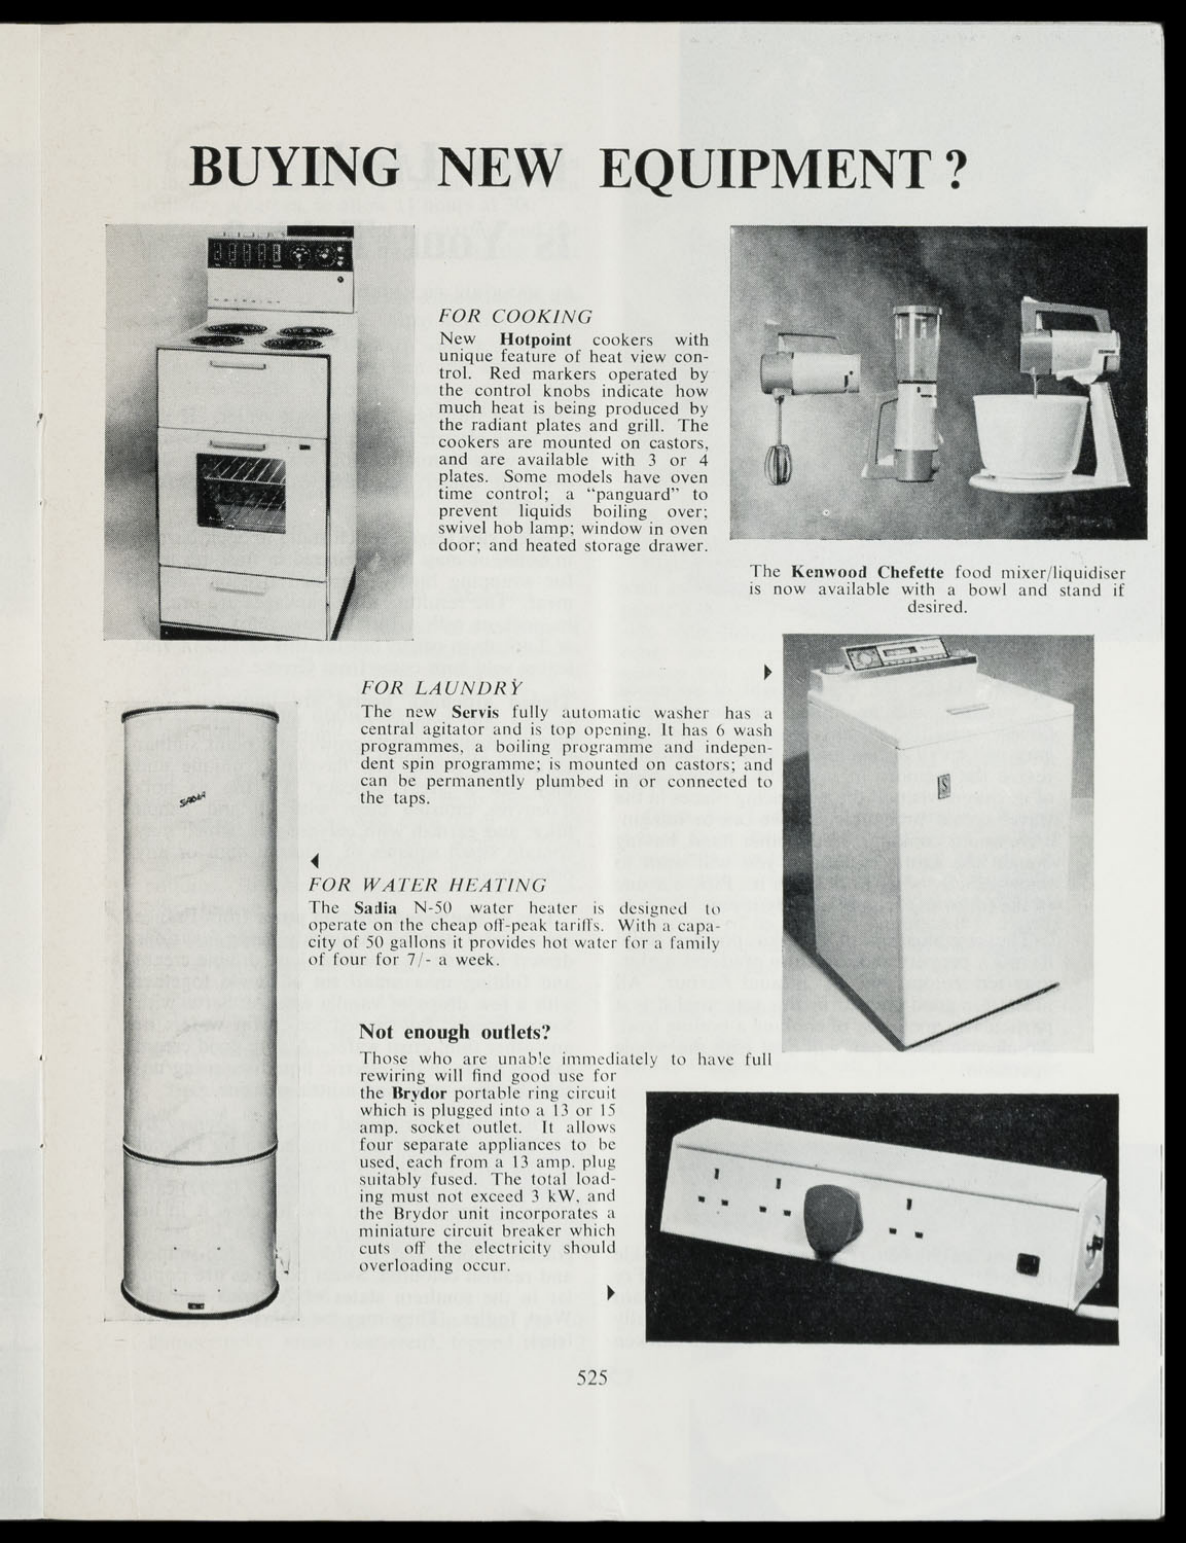 BUYING NEW EQUIPMENT?
FOR COOKING
New Hotpoint cookers with
unique feature of heat view con-
trol. Red markers operated by
the control knobs indicate how
much heat is being produced by
the radiant plates and grill. The
cookers are mounted on castors,
and are available with 3 or 4
plates. Some models have oven
time control; a "panguard" to
prevent liquids boiling over;
swivel hob lamp; window in oven
door; and heated storage drawer.
The Kenwood Chefette food mixer/liquidiser
is now available with a bowl and stand if
desired.
FOR LAUNDRY
The new Servis fully automatic washer has a
central agitator and is top opening. It has 6 wash
programmes, a boiling programme and indepen-
dent spin programme; is mounted on castors; and
can be permanently plumbed in or connected to
the taps.
SADIA
S
FOR WATER HEATING
The Sadia N-50 water heater is designed to
operate on the cheap off-peak tariffs. With a capa-
city of 50 gallons it provides hot water for a family
of four for 7/- a week.
Not enough outlets?
Those who are unable immediately to have full
rewiring will find good use for
the Brydor portable ring circuit
which is plugged into a 13 or 15
amp. socket outlet. It allows
four separate appliances to be
used, each from a 13 amp. plug
suitably fused. The total load-
ing must not exceed 3 kW, and
the Brydor unit incorporates a
miniature circuit breaker which
cuts off the electricity should
overloading occur.
525